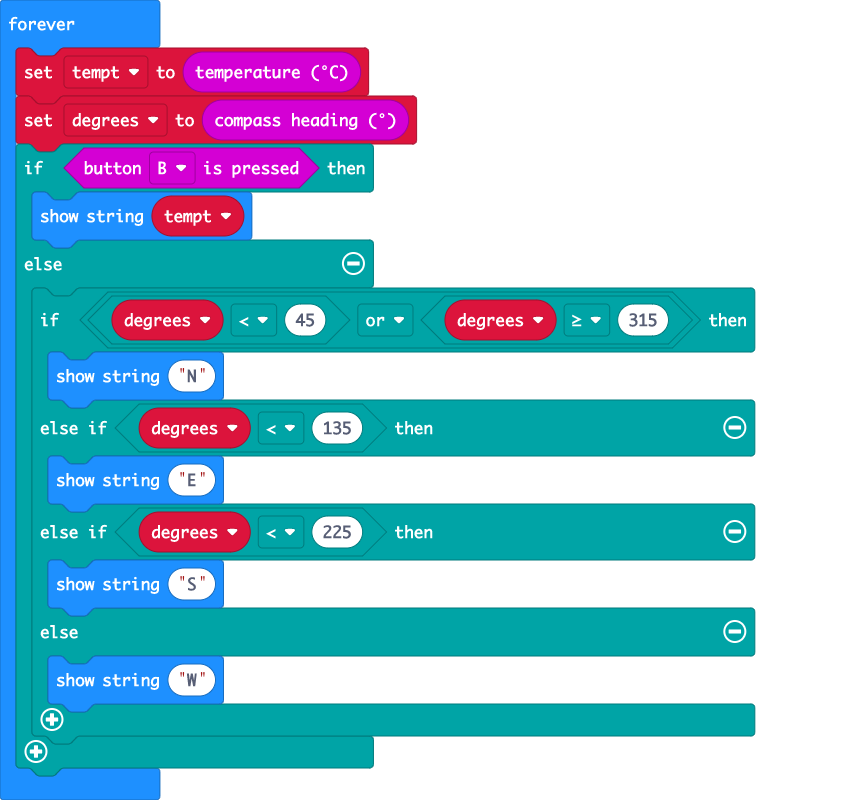 forever
set tempt to temperature (°C)
set degrees to compass heading (°)
if button B is pressed then
show string tempt
else
if degrees < 45 or degrees ≥ 315 then
show string "N"
else if degrees < 135 then
show string "E"
else if degrees < 225 then
show string "S"
else
show string "W"